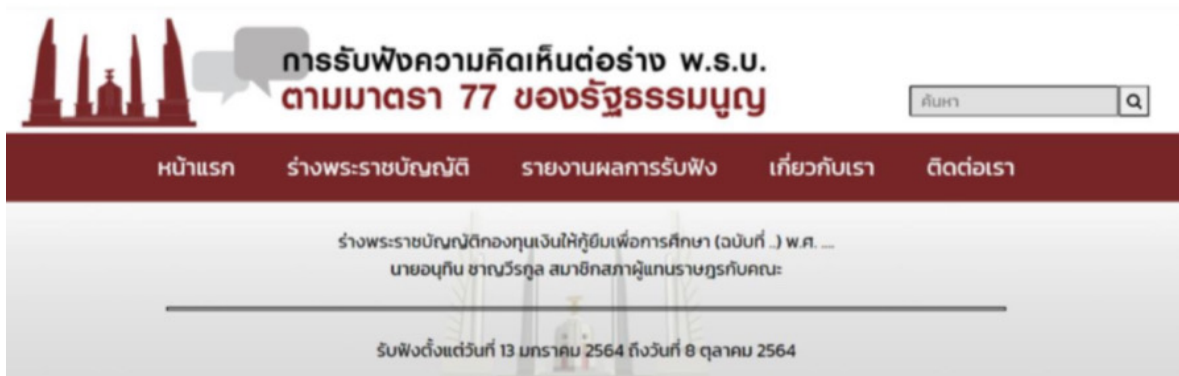 การรับฟังความคิดเห็นต่อร่าง พ.ร.บ.
ตามมาตรา 77 ของรัฐธรรมนูญ
ค้นหา
หน้าแรก ร่างพระราชบัญญัติ รายงานผลการรับฟัง เกี่ยวกับเรา ติดต่อเรา
ร่างพระราชบัญญัติกองทุนเงินให้กู้ยืมเพื่อการศึกษา (ฉบับที่ ..) พ.ศ. ....
นายอนุทิน ชาญวีรกูล สมาชิกสภาผู้แทนราษฎรกับคณะ
รับฟังตั้งแต่วันที่ 13 มกราคม 2564 ถึงวันที่ 8 ตุลาคม 2564